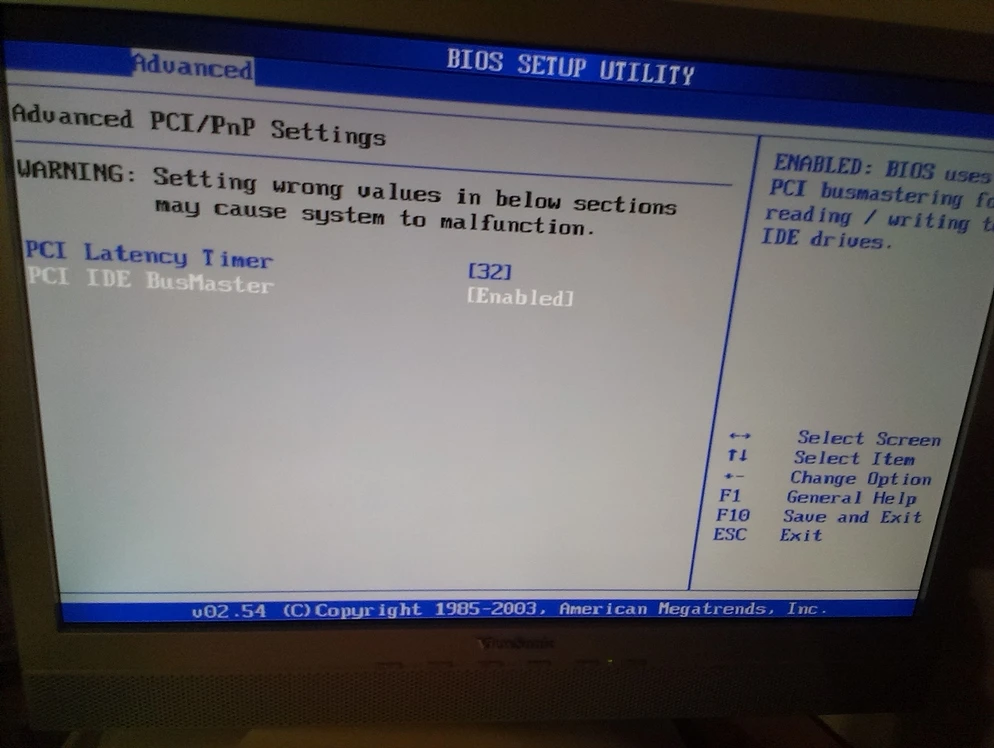 BIOS SETUP UTILITY
Advanced
Advanced PCI/PnP Settings
WARNING: Setting wrong values in below sections
may cause system to malfunction.
PCI Latency Timer [32]
PCI IDE BusMaster [Enabled]
ENABLED: BIOS uses
PCI busmastering fo
reading / writing t
IDE drives.
↔ Select Screen
↑↓ Select Item
+- Change Option
F1 General Help
F10 Save and Exit
ESC Exit
v02.54 (C)Copyright 1985-2003, American Megatrends, Inc.
ViewSonic